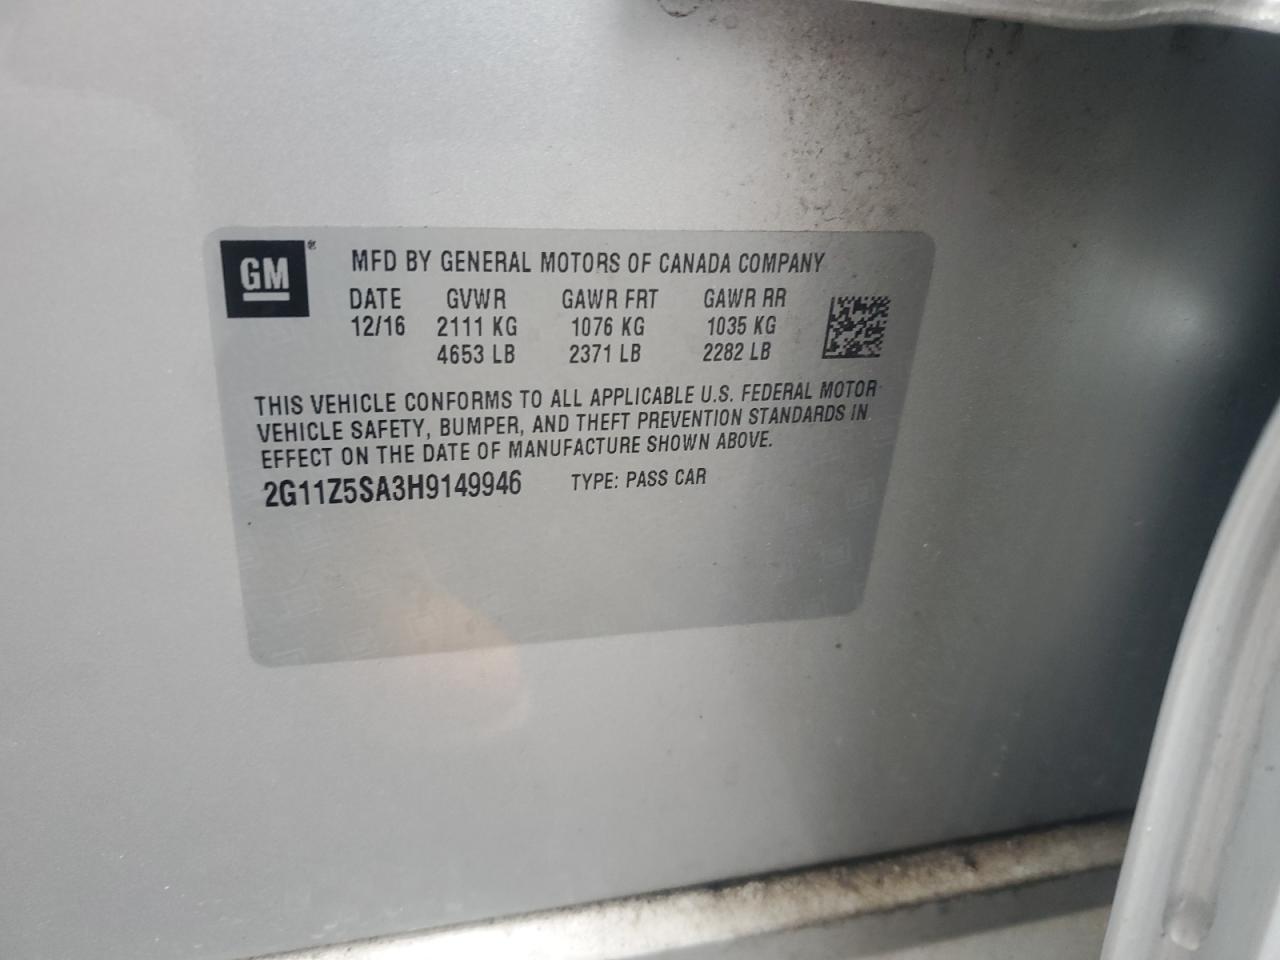 GM®
MFD BY GENERAL MOTORS OF CANADA COMPANY
DATE GVWR GAWR FRT GAWR RR
12/16 2111 KG 1076 KG 1035 KG
4653 LB 2371 LB 2282 LB
THIS VEHICLE CONFORMS TO ALL APPLICABLE U.S. FEDERAL MOTOR
VEHICLE SAFETY, BUMPER, AND THEFT PREVENTION STANDARDS IN
EFFECT ON THE DATE OF MANUFACTURE SHOWN ABOVE.
2G11Z5SA3H9149946 TYPE: PASS CAR